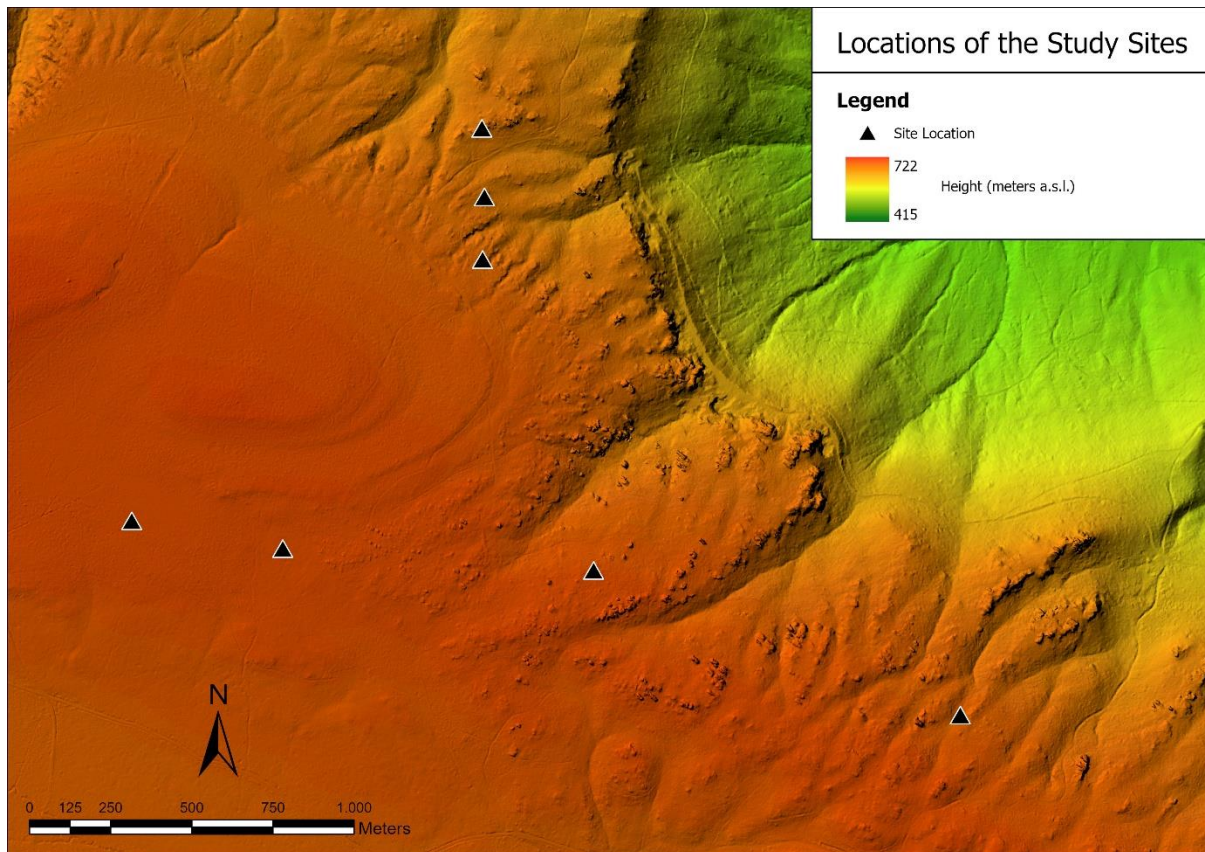 Locations of the Study Sites
Legend
Site Location
722
Height (meters a.s.l.)
415
N
0 125 250 500 750 1.000
Meters